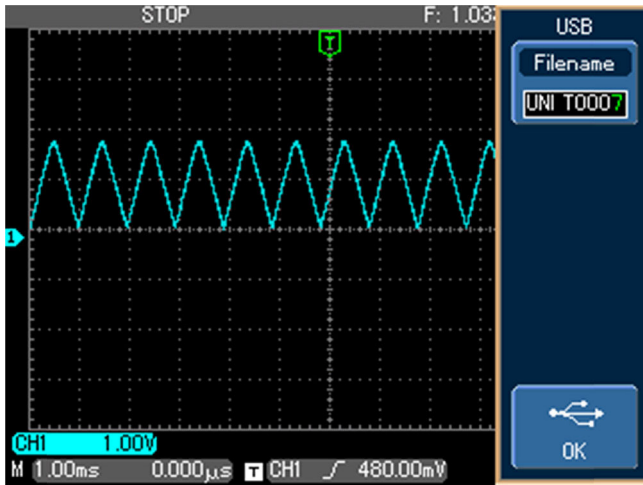 STOP
F: 1.03
USB
Filename
UNI T0007
T
1
CH1 1.00V
M 1.00ms 0.000µs T CH1 480.00mV
OK